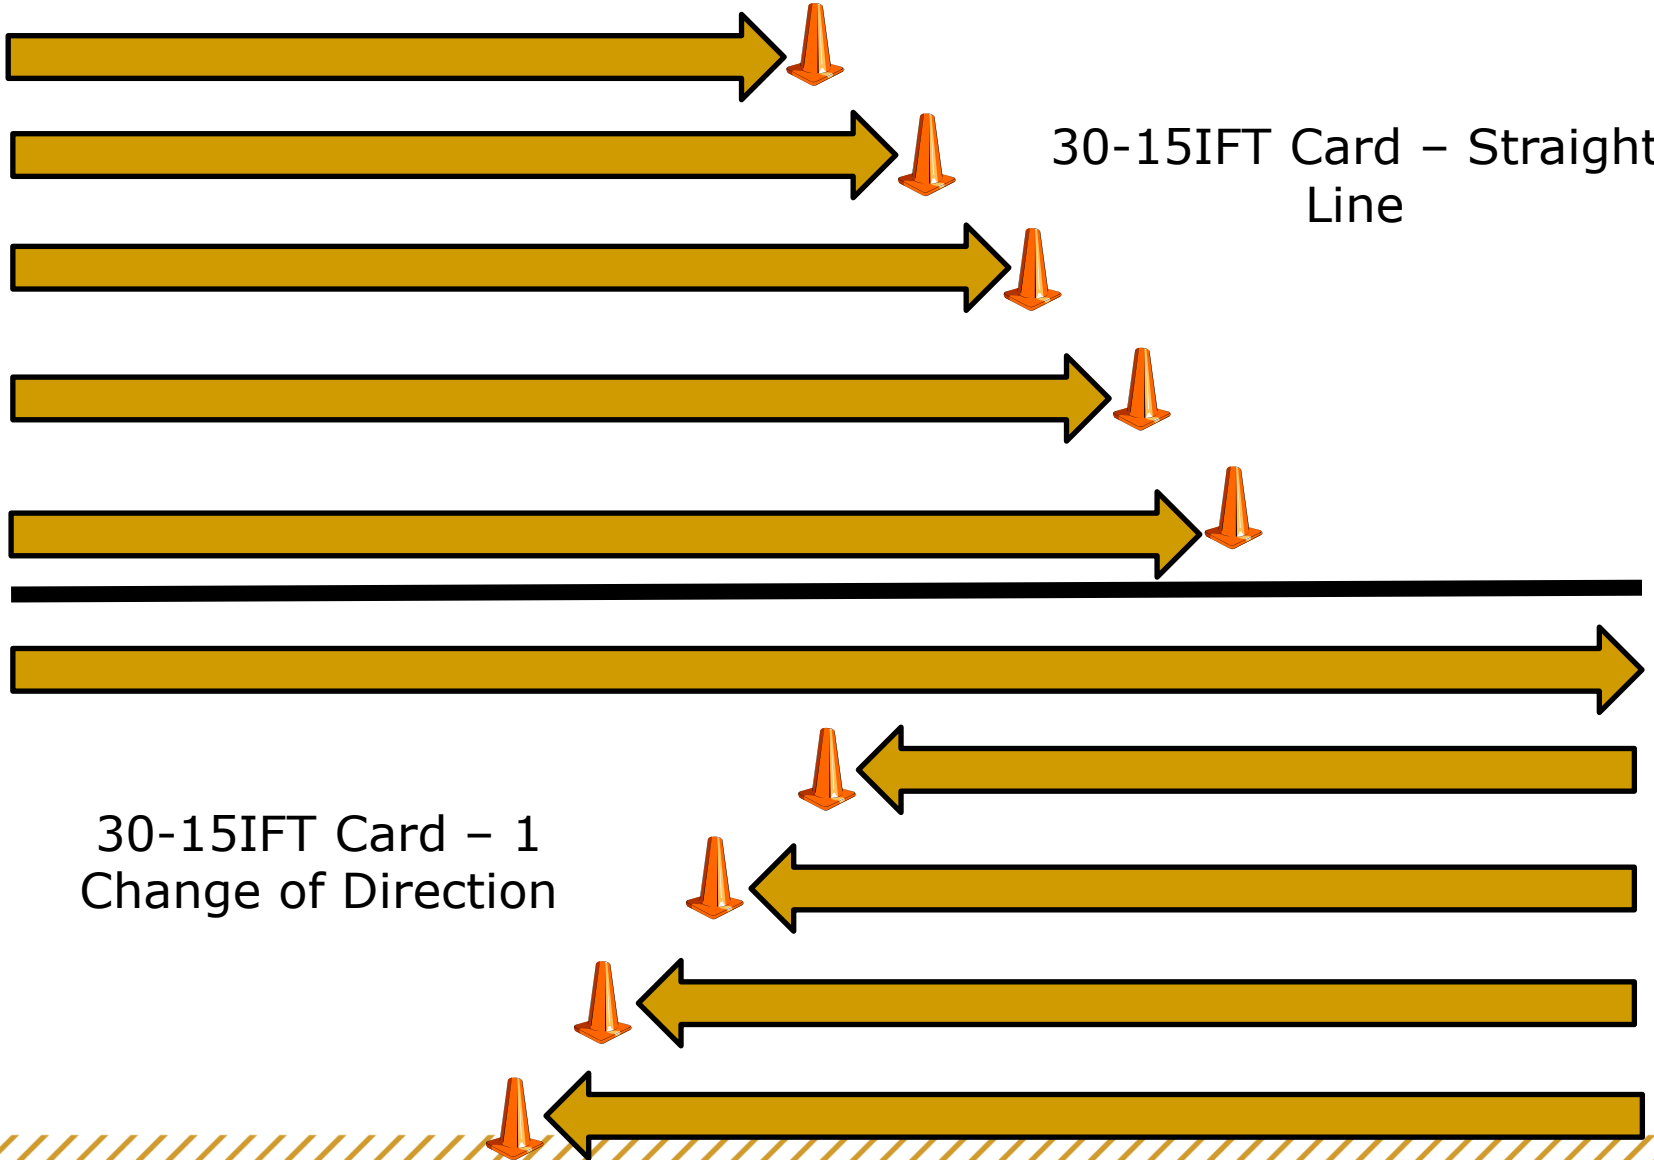 30-15IFT Card – Straight
Line
30-15IFT Card – 1
Change of Direction